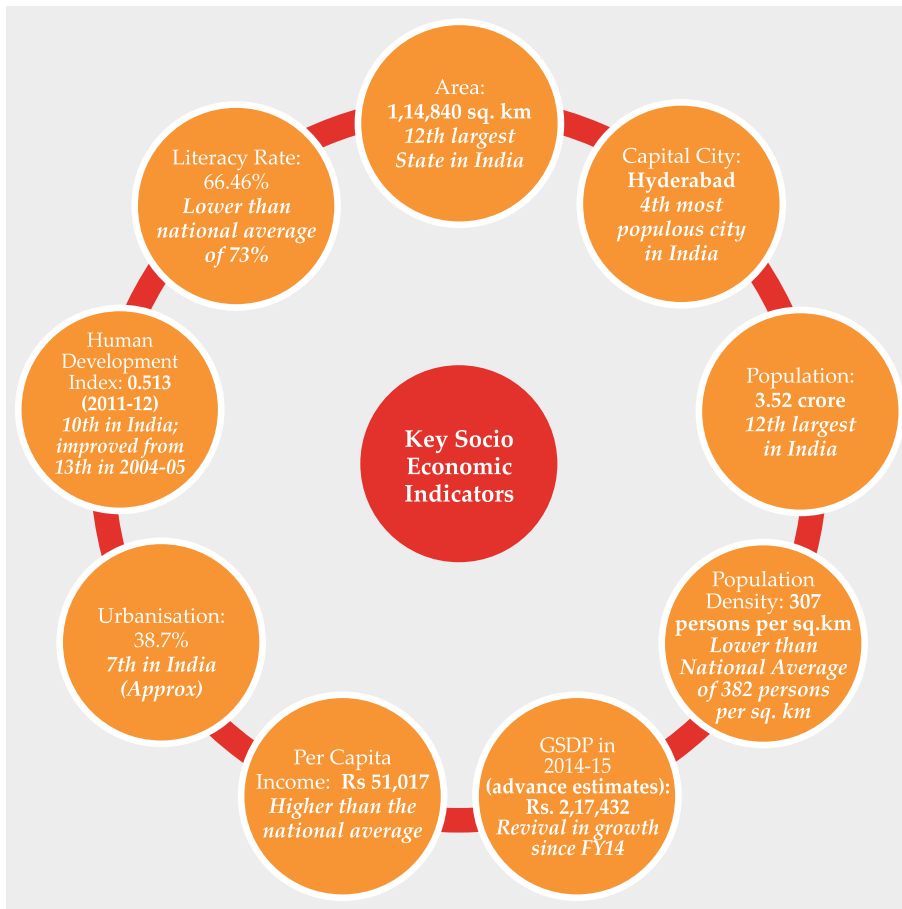 Area:
1,14,840 sq. km
12th largest
State in India
Capital City:
Hyderabad
4th most
populous city
in India
Population:
3.52 crore
12th largest
in India
Population
Density: 307
persons per sq.km
Lower than
National Average
of 382 persons
per sq. km
GSDP in
2014-15
(advance estimates):
Rs. 2,17,432
Revival in growth
since FY14
Per Capita
Income: Rs 51,017
Higher than the
national average
Urbanisation:
38.7%
7th in India
(Approx)
Human
Development
Index: 0.513
(2011-12)
10th in India;
improved from
13th in 2004-05
Literacy Rate:
66.46%
Lower than
national average
of 73%
Key Socio
Economic
Indicators